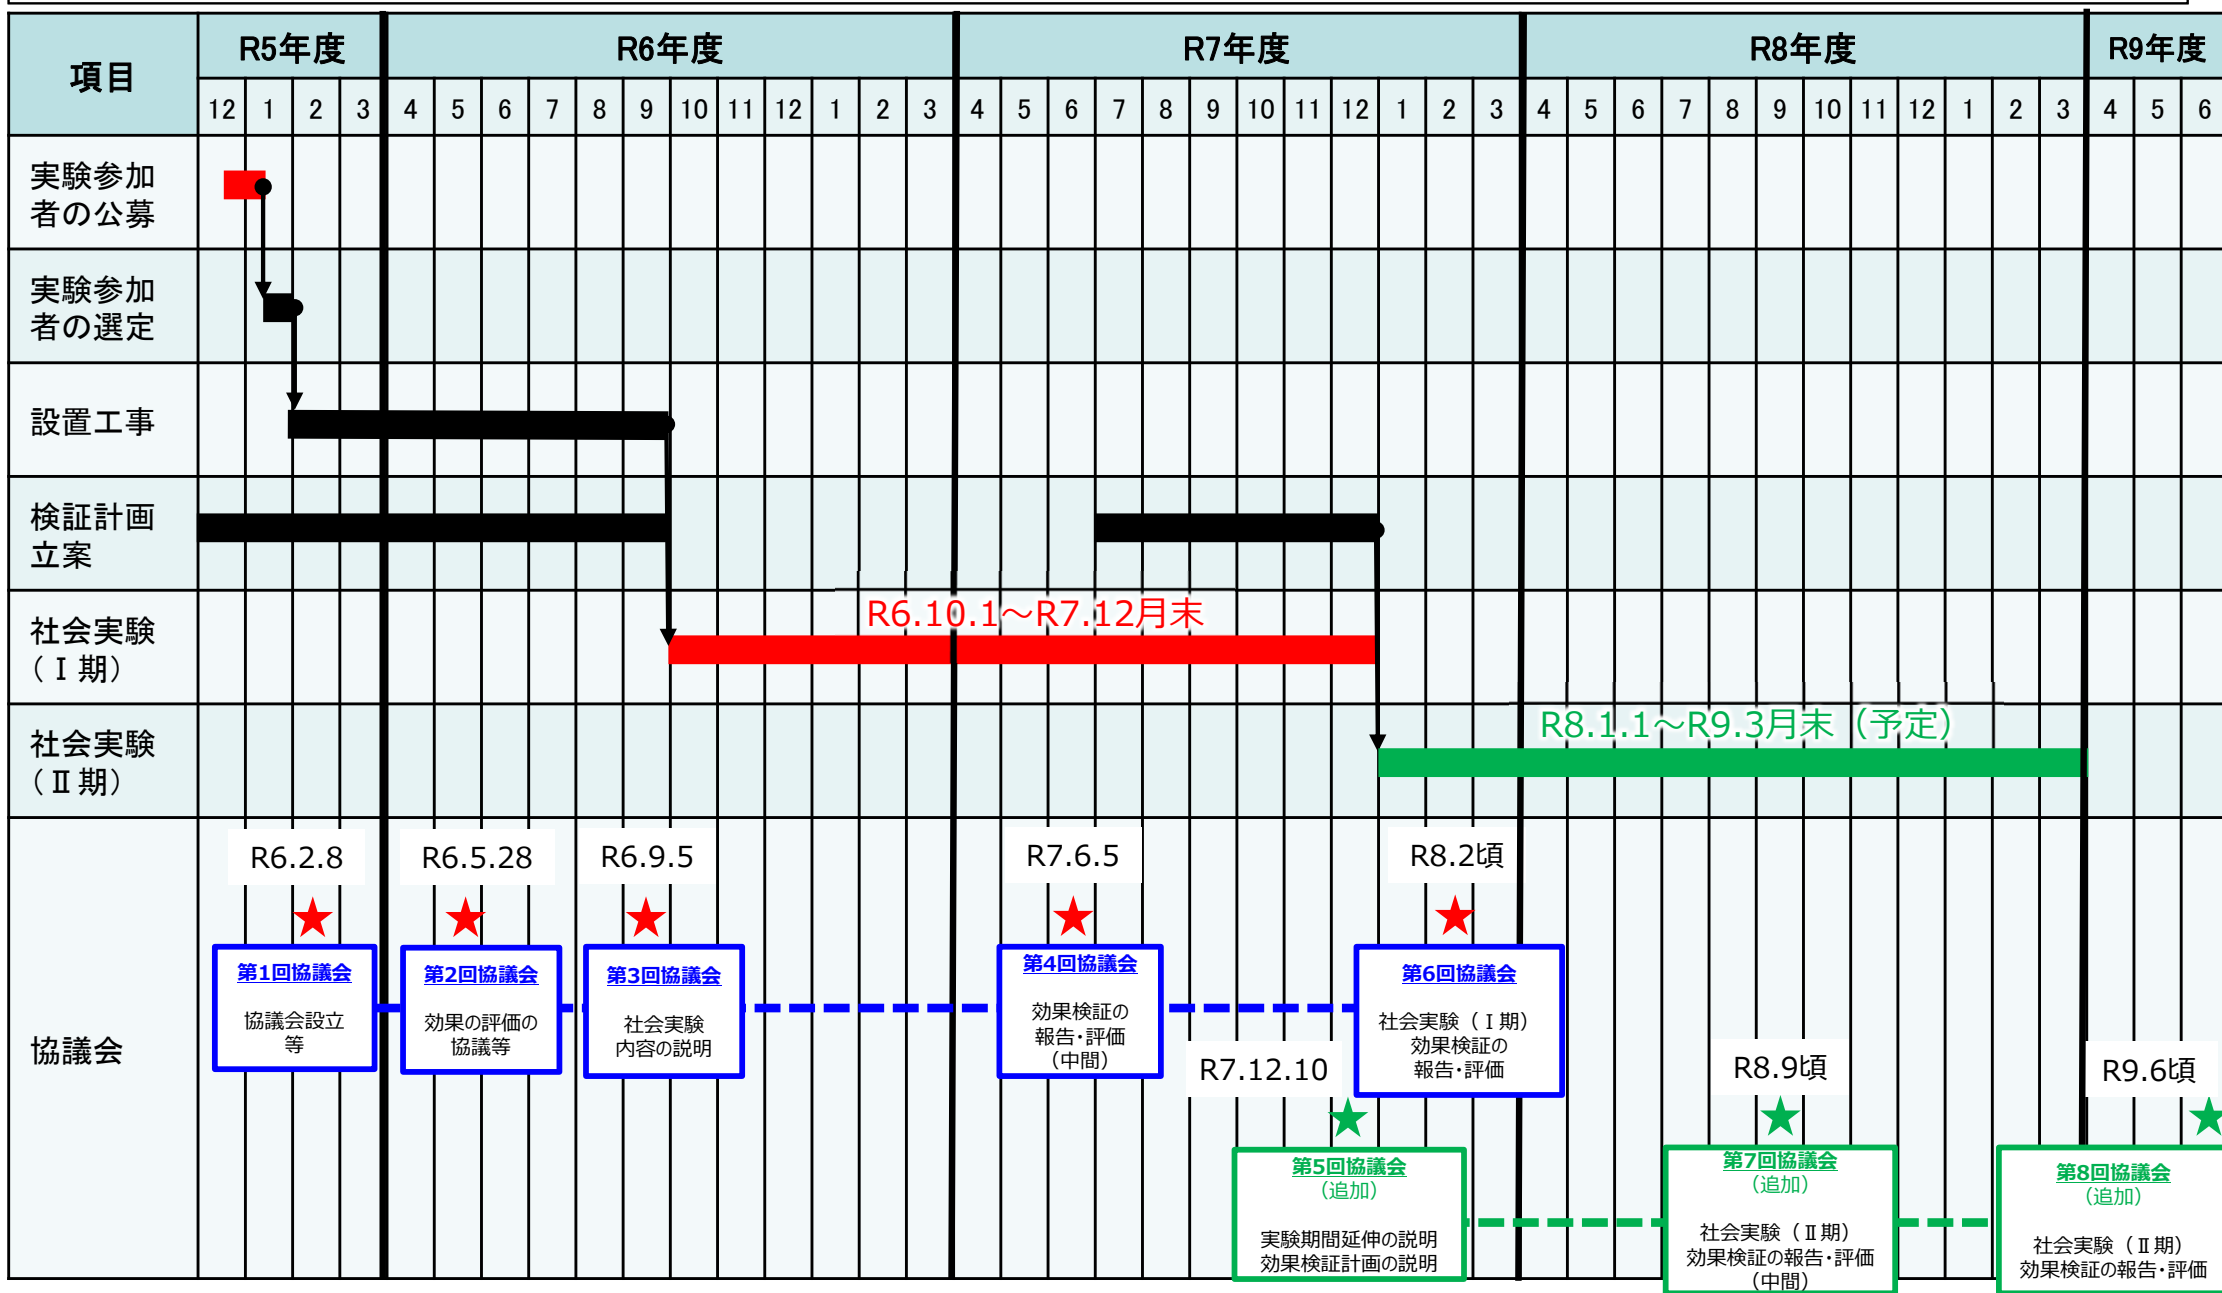 項目
R5年度 R6年度 R7年度 R8年度 R9年度
12 1 2 3 4 5 6 7 8 9 10 11 12 1 2 3 4 5 6 7 8 9 10 11 12 1 2 3 4 5 6 7 8 9 10 11 12 1 2 3 4 5 6
実験参加
者の公募
実験参加
者の選定
設置工事
検証計画
立案
社会実験
（Ⅰ期）
R6.10.1～R7.12月末
社会実験
（Ⅱ期）
R8.1.1～R9.3月末（予定）
協議会
R6.2.8
第1回協議会
協議会設立
等
R6.5.28
第2回協議会
効果の評価の
協議等
R6.9.5
第3回協議会
社会実験
内容の説明
R7.6.5
第4回協議会
効果検証の
報告・評価
（中間）
R7.12.10
第5回協議会
（追加）
実験期間延伸の説明
効果検証計画の説明
R8.2頃
第6回協議会
社会実験（Ⅰ期）
効果検証の
報告・評価
R8.9頃
第7回協議会
（追加）
社会実験（Ⅱ期）
効果検証の報告・評価
（中間）
R9.6頃
第8回協議会
（追加）
社会実験（Ⅱ期）
効果検証の報告・評価